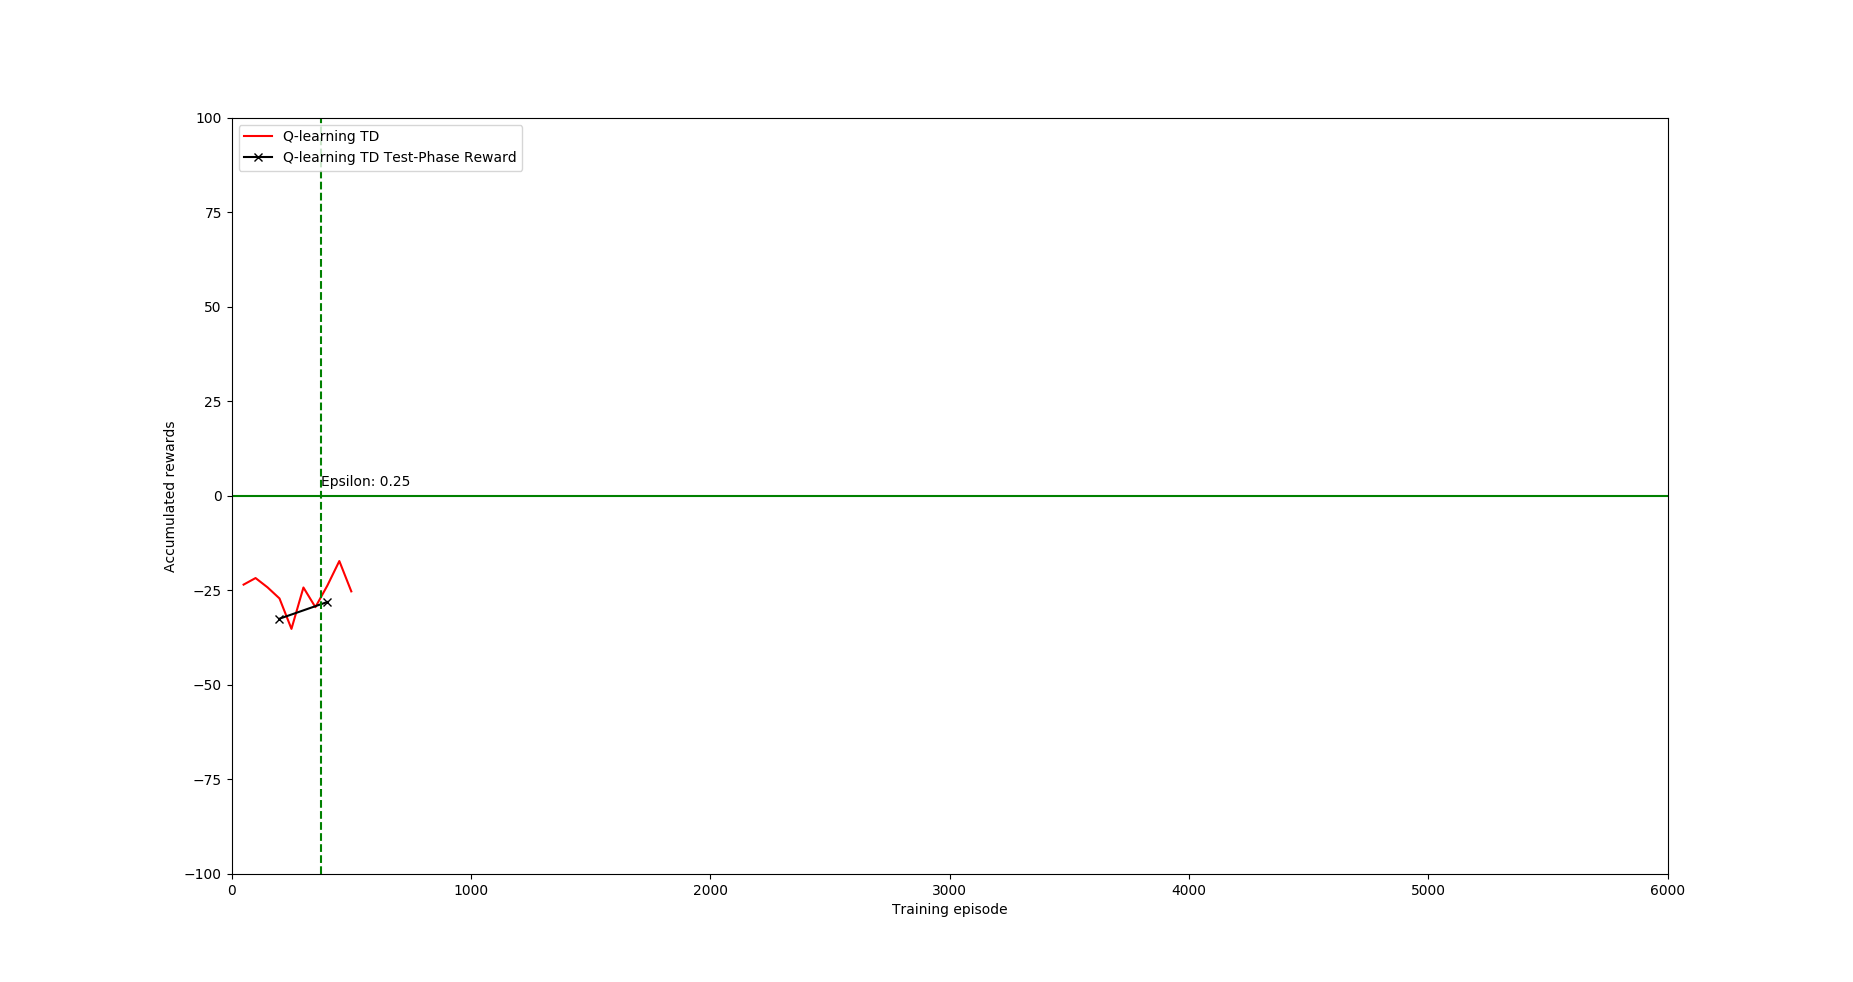 Q-learning TD
Q-learning TD Test-Phase Reward
100
75
50
25
0
−25
−50
−75
−100
Accumulated rewards
Epsilon: 0.25
0 1000 2000 3000 4000 5000 6000
Training episode